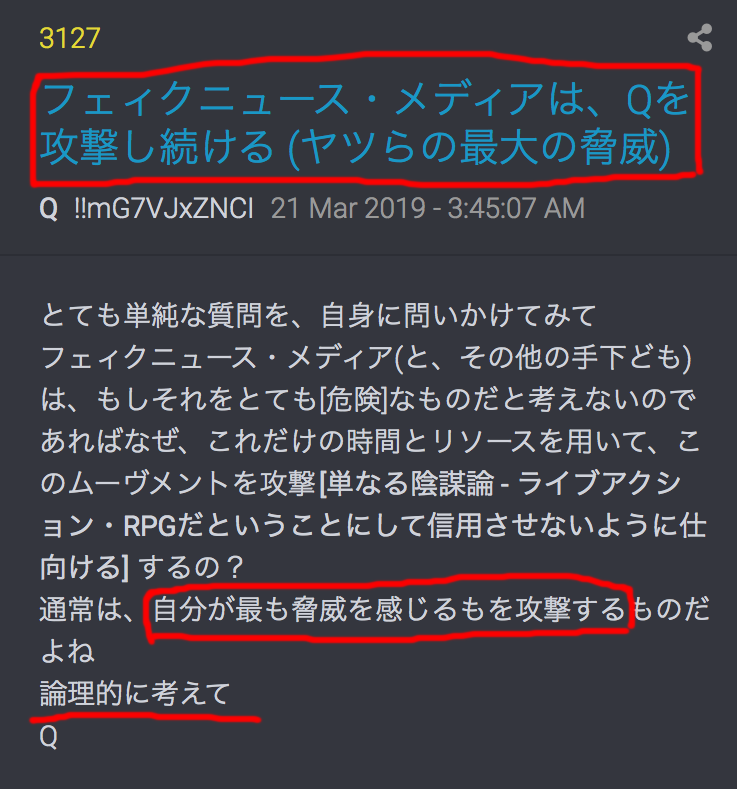 3127
フェィクニュース・メディアは、Qを
攻撃し続ける (ヤツらの最大の脅威)
Q !!mG7VJxZNCI 21 Mar 2019 - 3:45:07 AM
とても単純な質問を、自身に問いかけてみて
フェィクニュース・メディア(と、その他の手下ども)
は、もしそれをとても[危険]なものだと考えないので
あればなぜ、これだけの時間とリソースを用いて、こ
のムーヴメントを攻撃[単なる陰謀論 - ライブアクシ
ョン・RPGだということにして信用させないように仕
向ける] するの？
通常は、自分が最も脅威を感じるもを攻撃するものだ
よね
論理的に考えて
Q